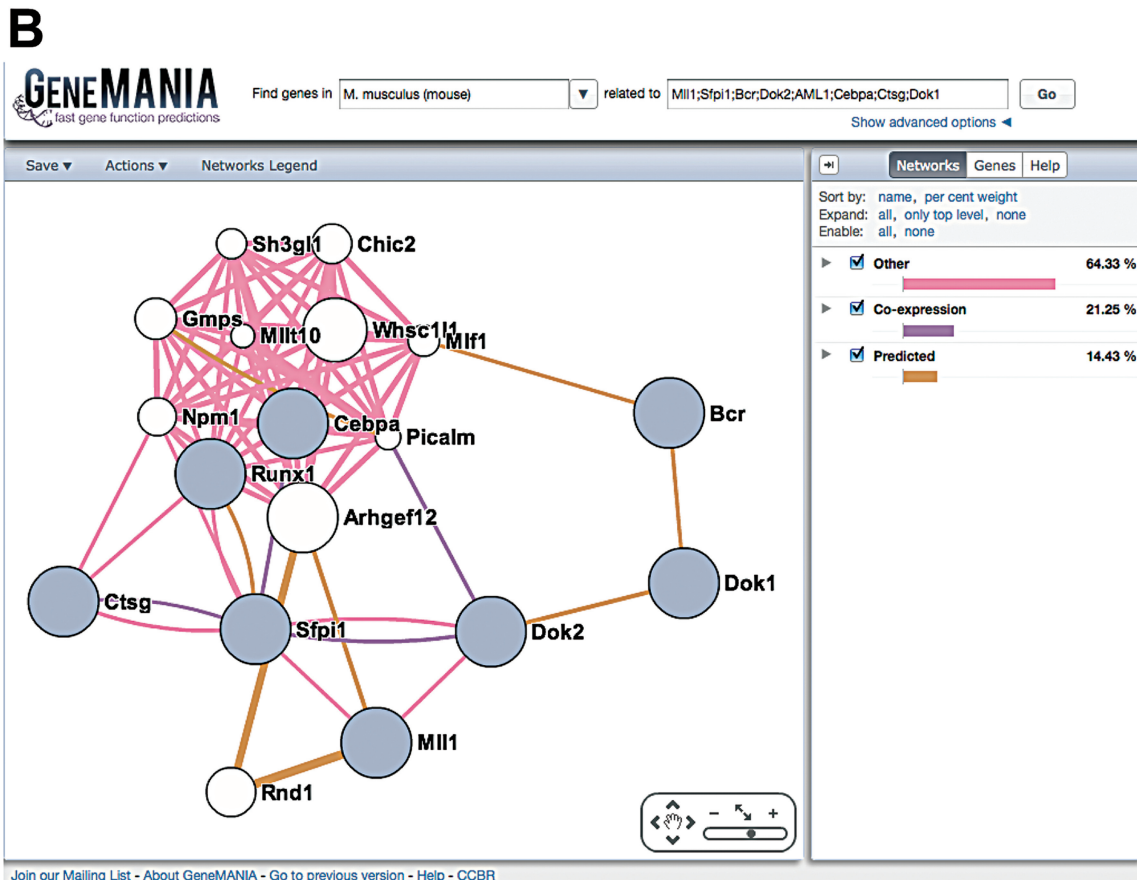 B
GENEMANIA
fast gene function predictions
Find genes in M. musculus (mouse) ▼ related to Mll1;Sfpi1;Bcr;Dok2;AML1;Cebpa;Ctsg;Dok1 Go
Show advanced options ◀
Save ▼ Actions ▼ Networks Legend
Networks Genes Help
Sort by: name, per cent weight
Expand: all, only top level, none
Enable: all, none
Other 64.33 %
Co-expression 21.25 %
Predicted 14.43 %
Sh3gl1 Chic2
Gmps Mllt10 Whsc1l1 Mlf1
Npm1 Cebpa Picalm Bcr
Runx1
Arhgef12
Dok1
Ctsg Sfpi1 Dok2
Mll1
Rnd1
Join our Mailing List - About GeneMANIA - Go to previous version - Help - CCBR